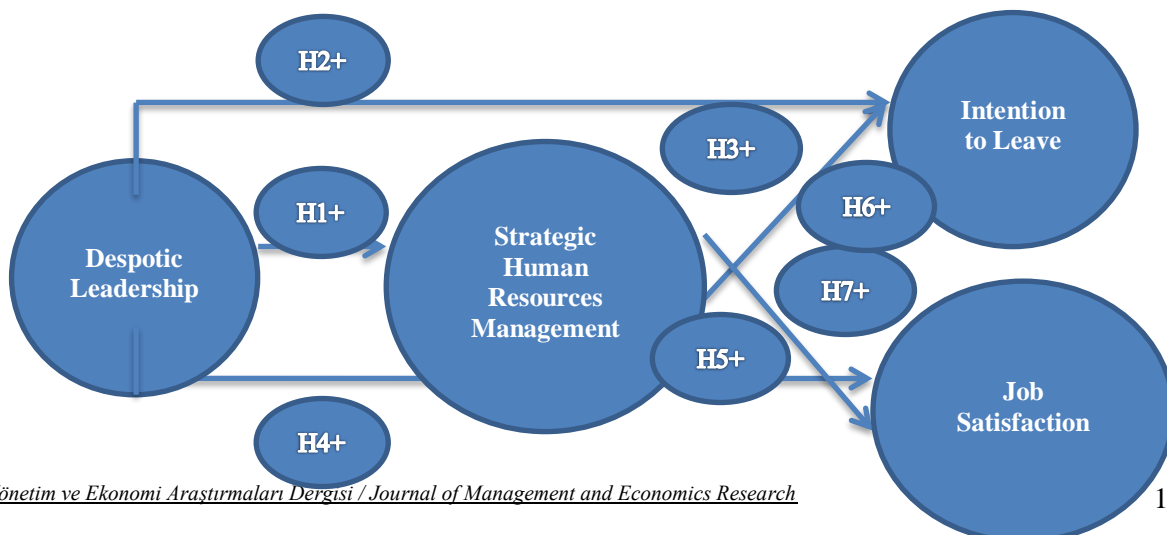 H2+
Intention
to Leave
H3+
H1+
H6+
Despotic
Leadership
Strategic
Human
Resources
Management
H7+
H5+
Job
Satisfaction
H4+
önetim ve Ekonomi Araştırmaları Dergisi / Journal of Management and Economics Research
1